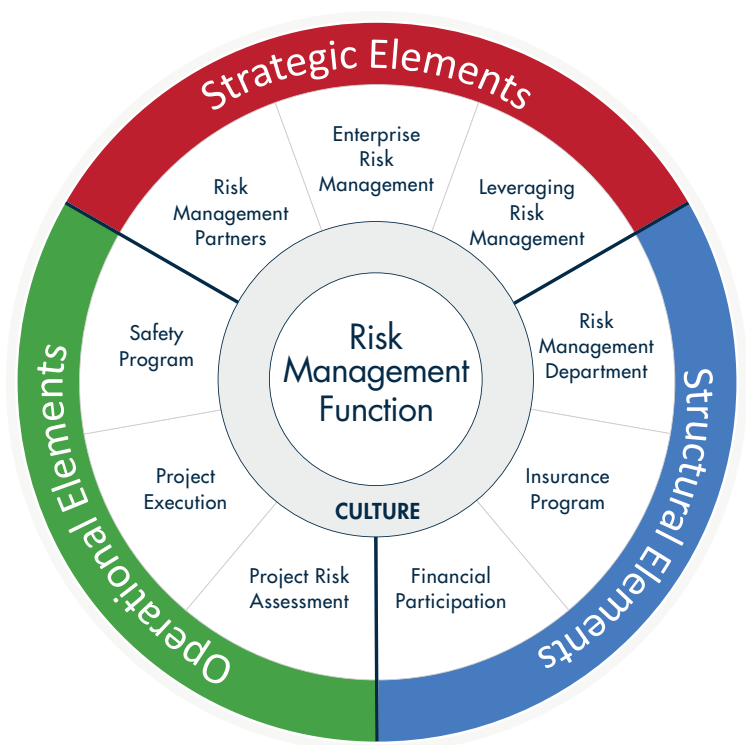 Strategic Elements
Enterprise
Risk
Management
Risk
Management
Partners
Leveraging
Risk
Management
Safety
Program
Risk
Management
Department
Risk
Management
Function
Operational Elements
Structural Elements
Project
Execution
Insurance
Program
CULTURE
Project Risk
Assessment
Financial
Participation